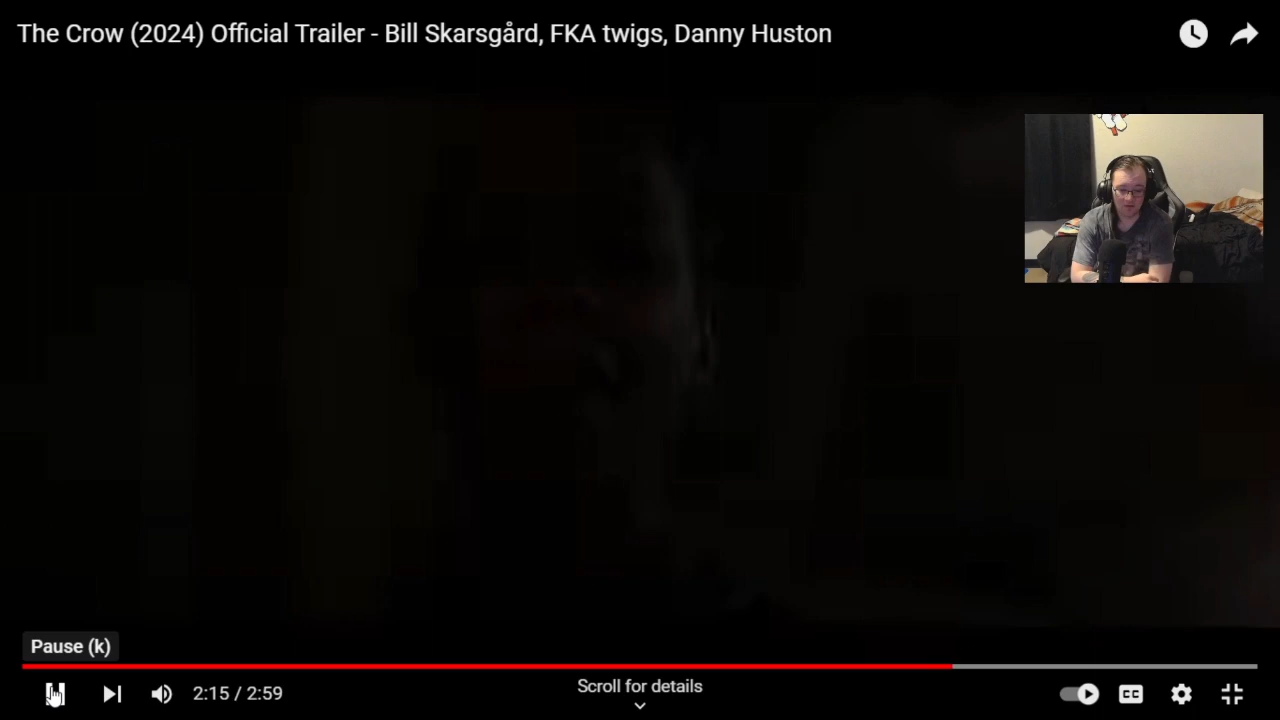 The Crow (2024) Official Trailer - Bill Skarsgård, FKA twigs, Danny Huston
Pause (k)
2:15 / 2:59
Scroll for details
CC